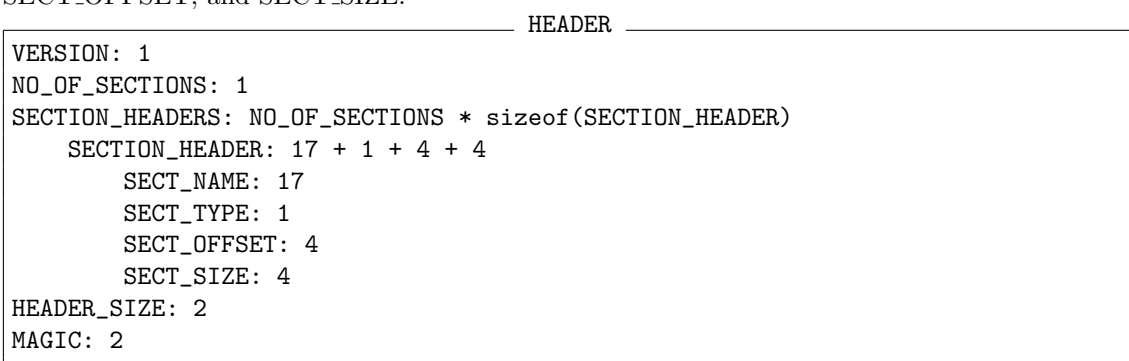 SECT_OFFSET, and SECT_SIZE.
HEADER
VERSION: 1
NO_OF_SECTIONS: 1
SECTION_HEADERS: NO_OF_SECTIONS * sizeof(SECTION_HEADER)
    SECTION_HEADER: 17 + 1 + 4 + 4
        SECT_NAME: 17
        SECT_TYPE: 1
        SECT_OFFSET: 4
        SECT_SIZE: 4
HEADER_SIZE: 2
MAGIC: 2